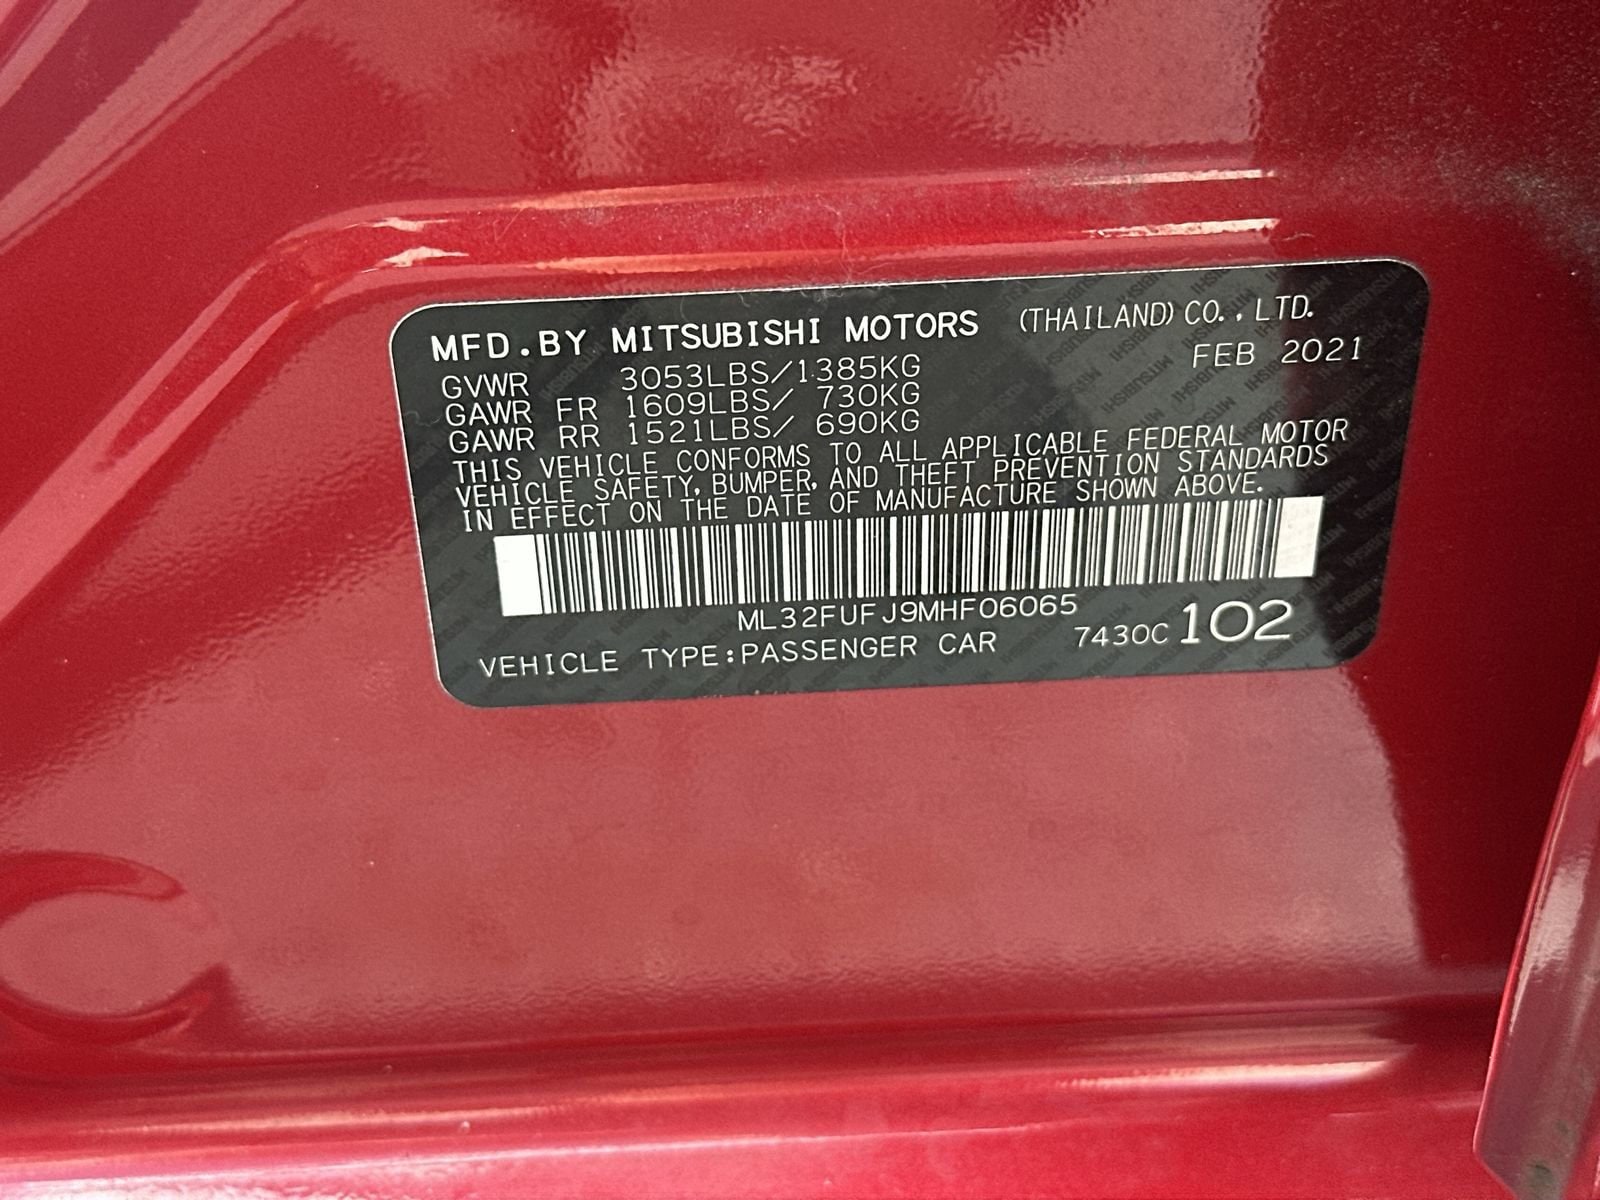 MFD.BY MITSUBISHI MOTORS (THAILAND) CO.,LTD.
GVWR 3053LBS/1385KG FEB 2021
GAWR FR 1609LBS/ 730KG
GAWR RR 1521LBS/ 690KG
THIS VEHICLE CONFORMS TO ALL APPLICABLE FEDERAL MOTOR
VEHICLE SAFETY, BUMPER, AND THEFT PREVENTION STANDARDS
IN EFFECT ON THE DATE OF MANUFACTURE SHOWN ABOVE.
ML32FUFJ9MHF06065
VEHICLE TYPE:PASSENGER CAR 7430C 102